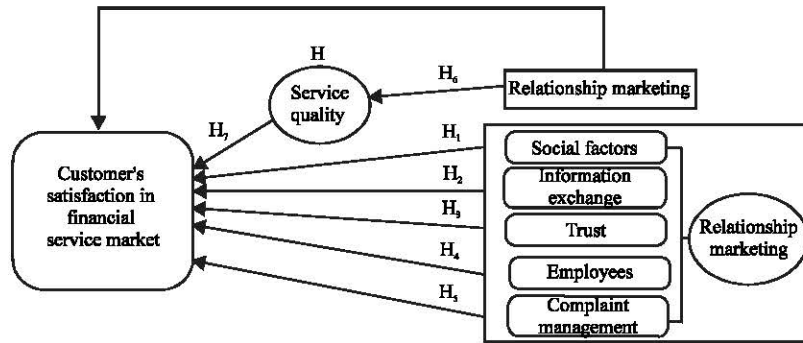 H
H₆
Service
quality
Relationship marketing
H₇
H₁
Social factors
Customer's
satisfaction in
financial
service market
H₂
Information
exchange
H₃
Trust
Relationship
marketing
H₄
Employees
H₅
Complaint
management